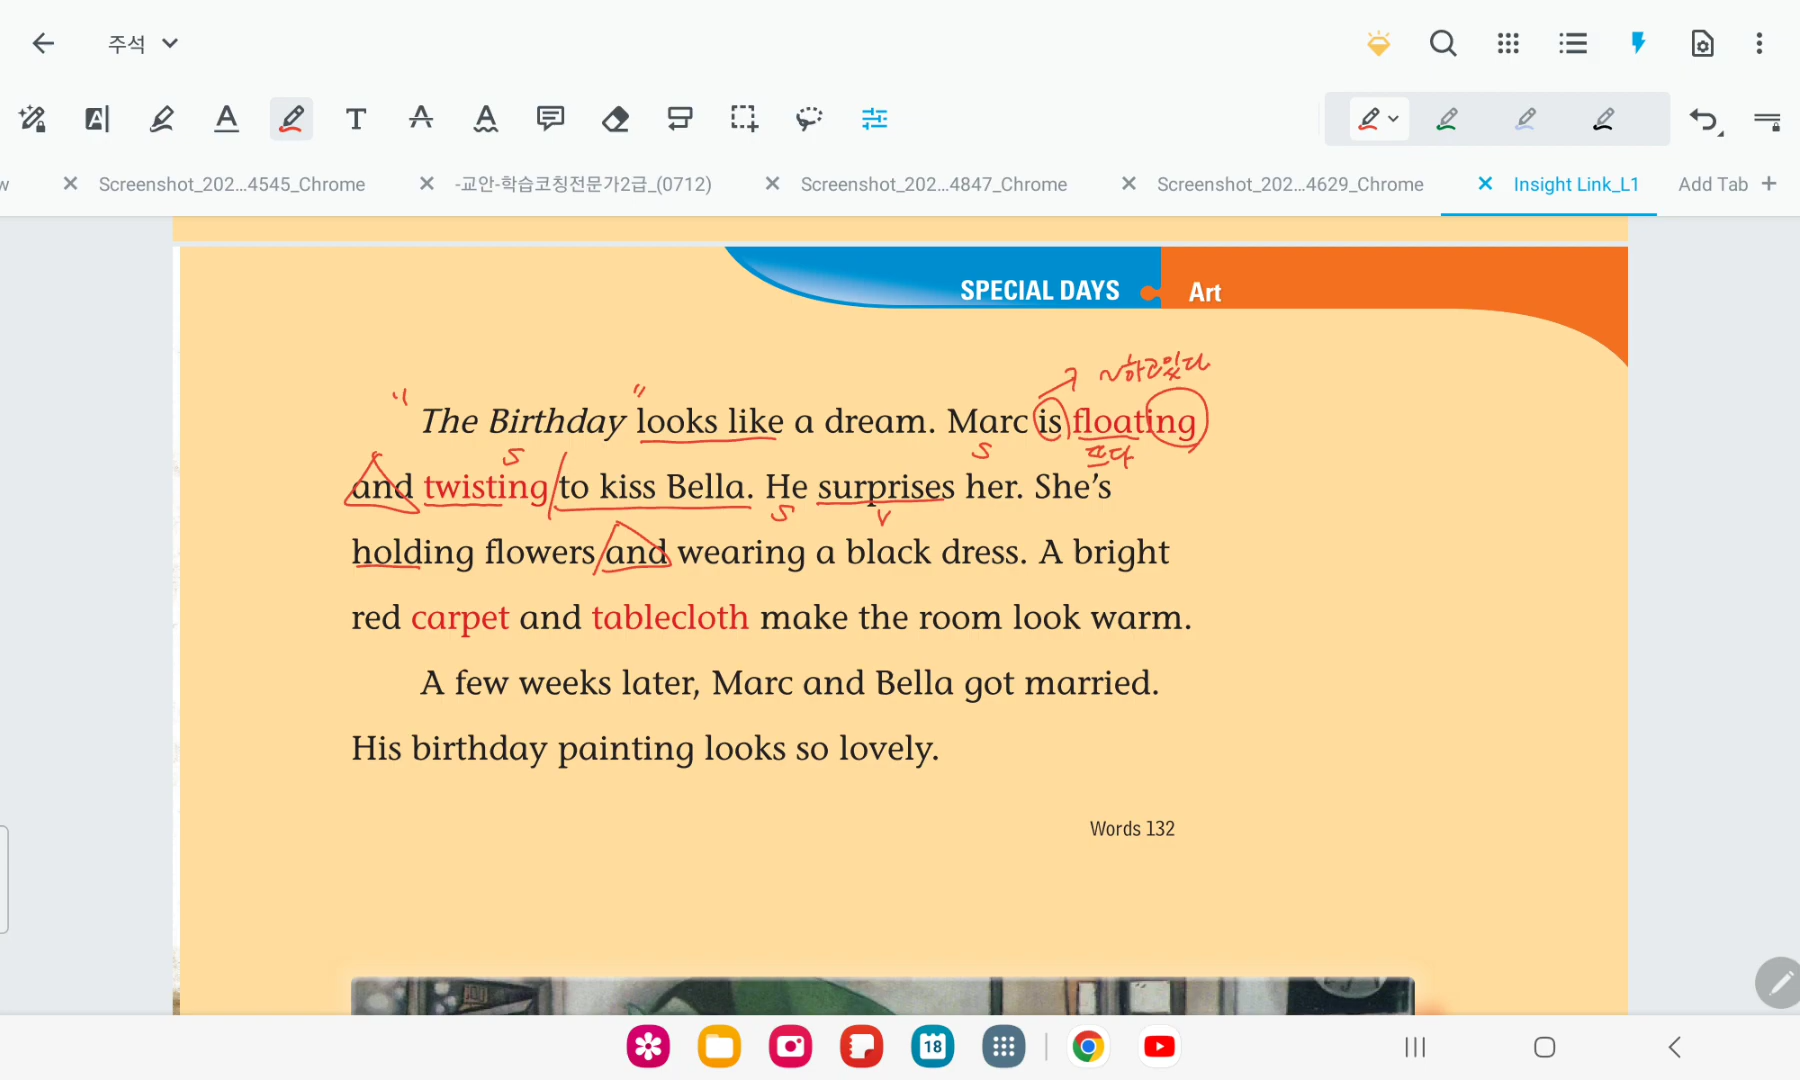 주석
Screenshot_202...4545_Chrome
-교안-학습코칭전문가2급_(0712)
Screenshot_202...4847_Chrome
Screenshot_202...4629_Chrome
Insight Link_L1
Add Tab +
SPECIAL DAYS
Art
~하고있다
" "
The Birthday looks like a dream. Marc is floating
s s 뜨다
and twisting to kiss Bella. He surprises her. She's
s v
holding flowers and wearing a black dress. A bright
red carpet and tablecloth make the room look warm.
A few weeks later, Marc and Bella got married.
His birthday painting looks so lovely.
Words 132
18